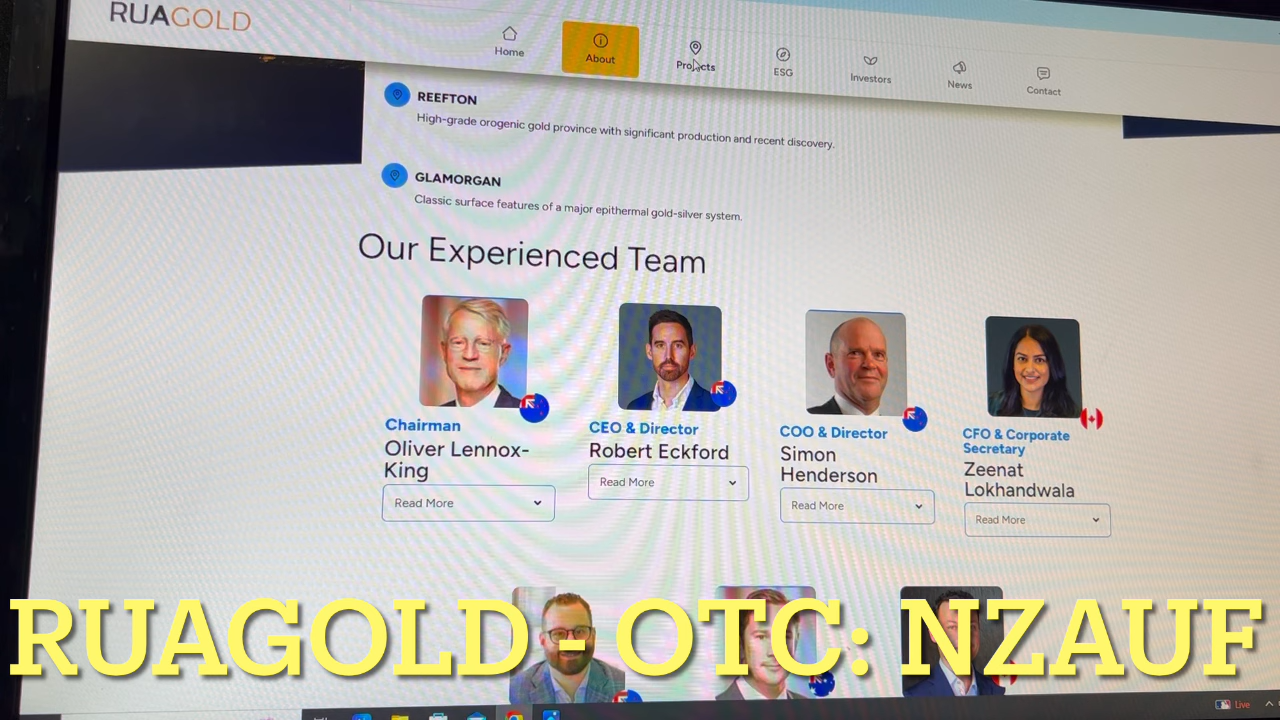 RUAGOLD
Home
About
Projects
ESG
Investors
News
Contact
REEFTON
High-grade orogenic gold province with significant production and recent discovery.
GLAMORGAN
Classic surface features of a major epithermal gold-silver system.
Our Experienced Team
Chairman
Oliver Lennox-
King
Read More
CEO & Director
Robert Eckford
Read More
COO & Director
Simon
Henderson
Read More
CFO & Corporate
Secretary
Zeenat
Lokhandwala
Read More
RUAGOLD - OTC: NZAUF
Live